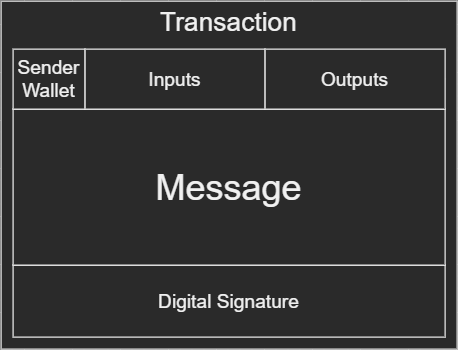 Transaction
Sender
Wallet
Inputs
Outputs
Message
Digital Signature